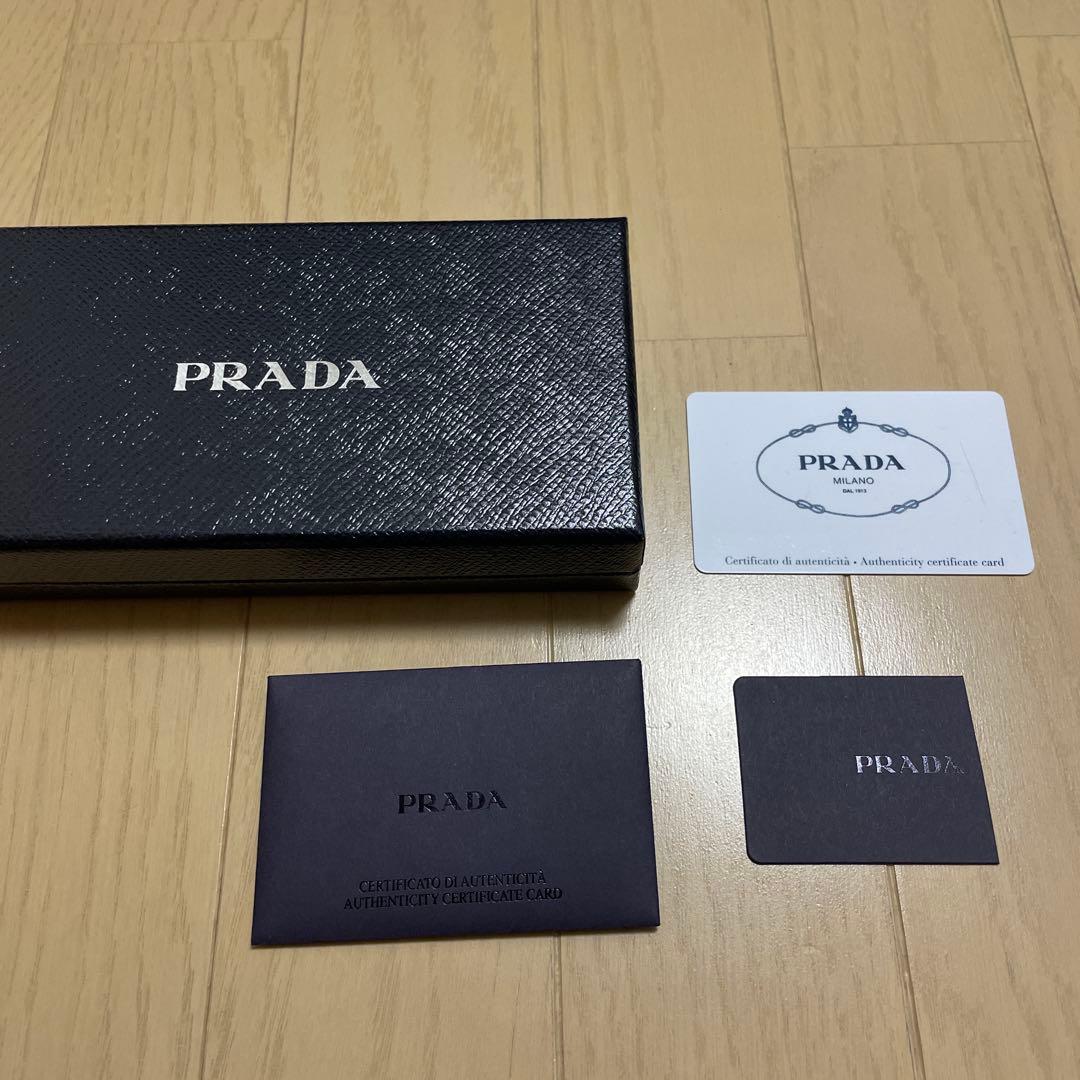 PRADA
PRADA
MILANO
DAL 1913
Certificato di autenticità • Authenticity certificate card
PRADA
CERTIFICATO DI AUTENTICITÀ
AUTHENTICITY CERTIFICATE CARD
PRADA